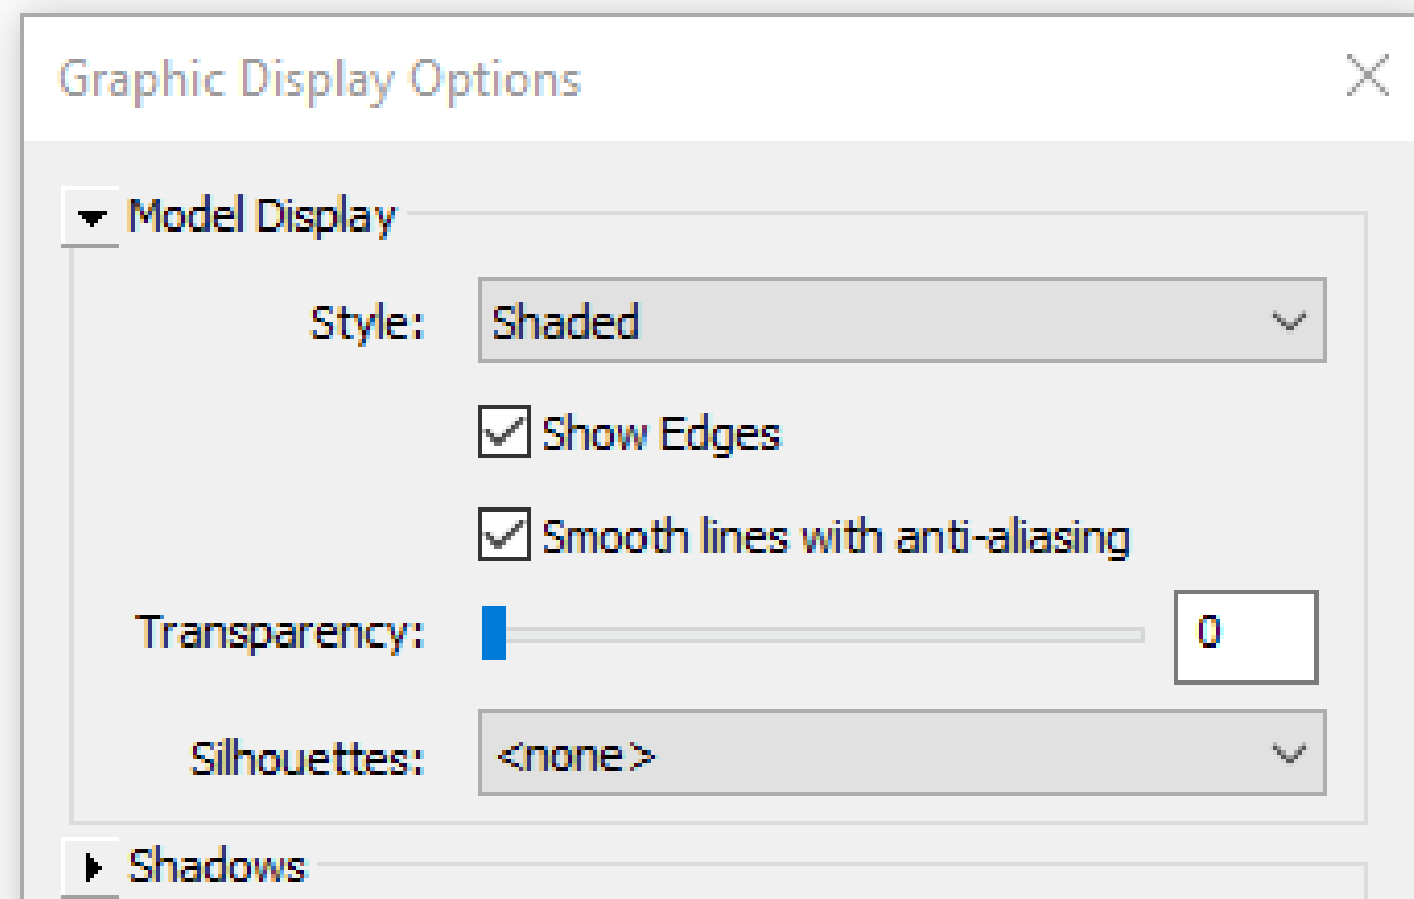 Graphic Display Options
Model Display
Style: Shaded
Show Edges
Smooth lines with anti-aliasing
Transparency: 0
Silhouettes: <none>
Shadows